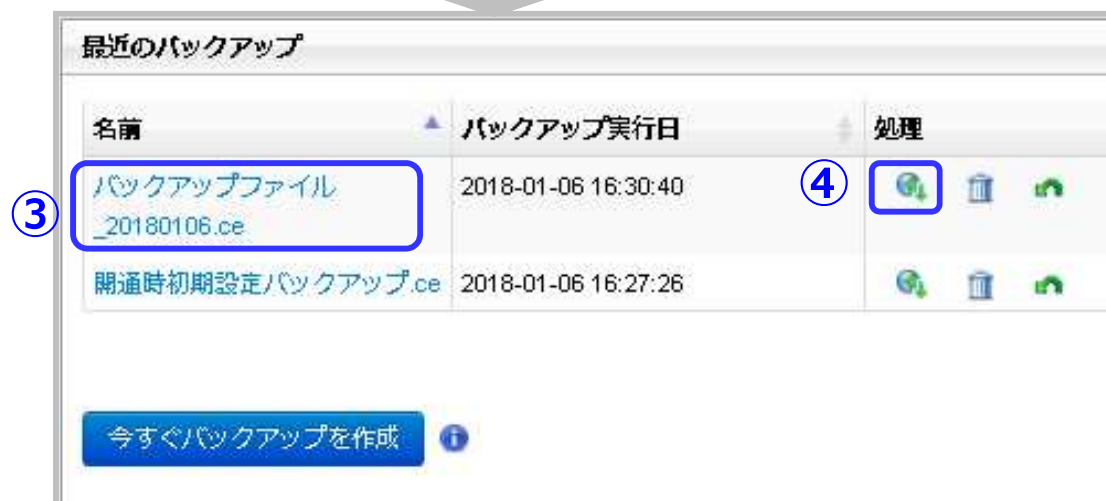 最近のバックアップ
名前 バックアップ実行日 処理
③ バックアップファイル 2018-01-06 16:30:40 ④
_20180106.ce
開通時初期設定バックアップ.ce 2018-01-06 16:27:26
今すぐバックアップを作成